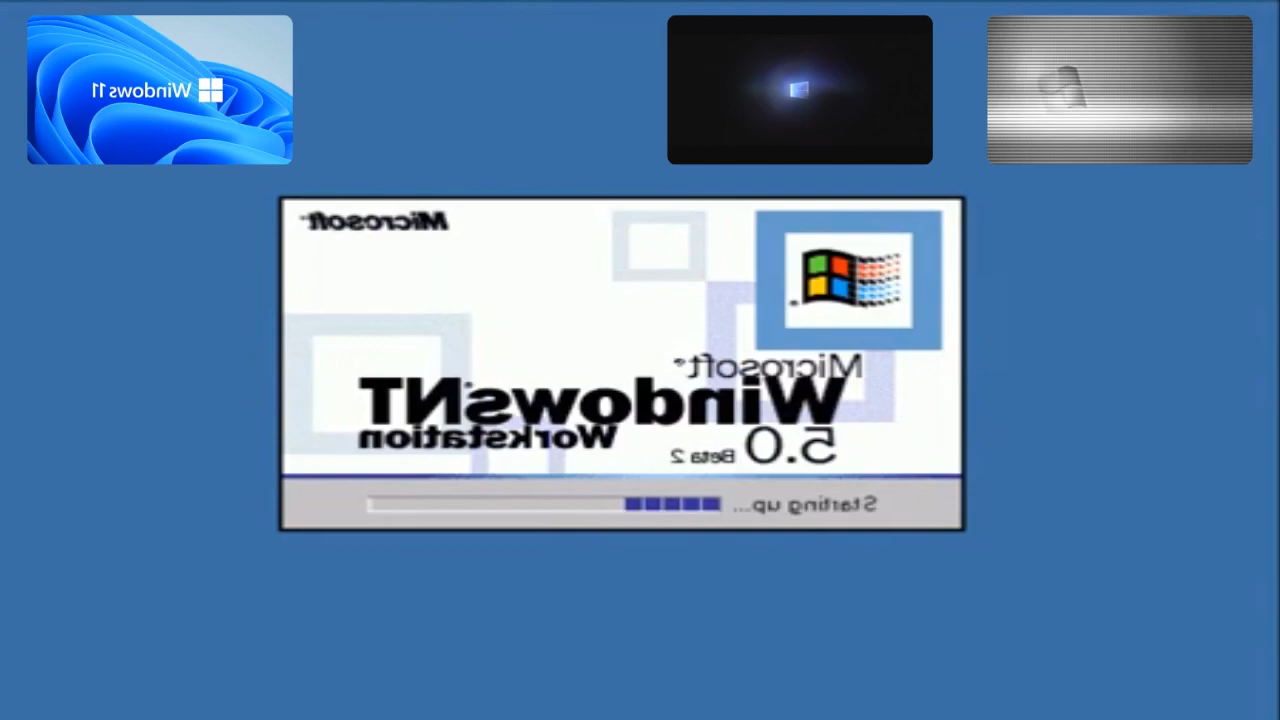 Windows 11
Microsoft
Microsoft
WindowsNT
Workstation
5.0 Beta 2
Starting up...